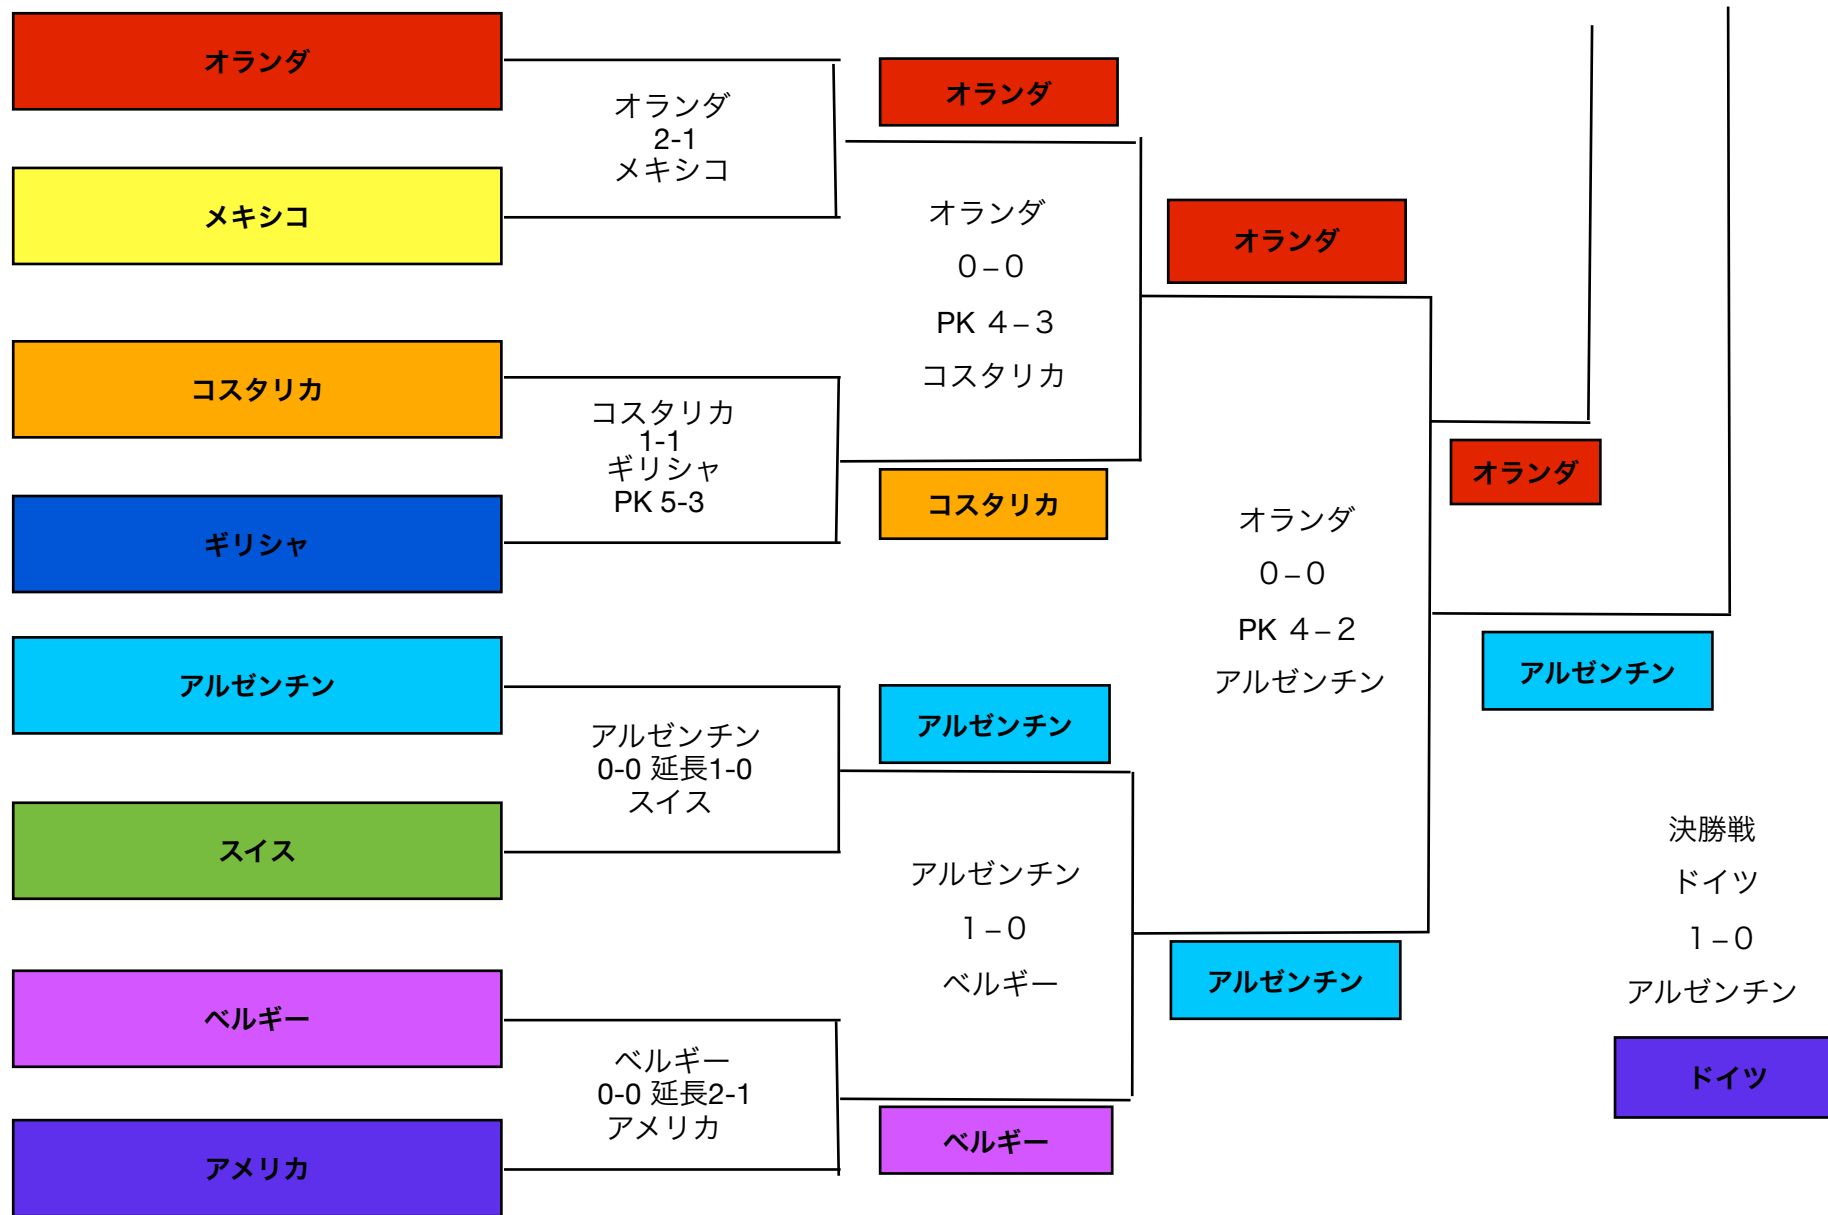 オランダ
メキシコ
コスタリカ
ギリシャ
アルゼンチン
スイス
ベルギー
アメリカ
オランダ
2-1
メキシコ
コスタリカ
1-1
ギリシャ
PK 5-3
アルゼンチン
0-0 延長1-0
スイス
ベルギー
0-0 延長2-1
アメリカ
オランダ
オランダ
０−０
PK ４−３
コスタリカ
コスタリカ
アルゼンチン
アルゼンチン
１−０
ベルギー
ベルギー
オランダ
オランダ
０−０
PK ４−２
アルゼンチン
アルゼンチン
オランダ
アルゼンチン
決勝戦
ドイツ
１−０
アルゼンチン
ドイツ